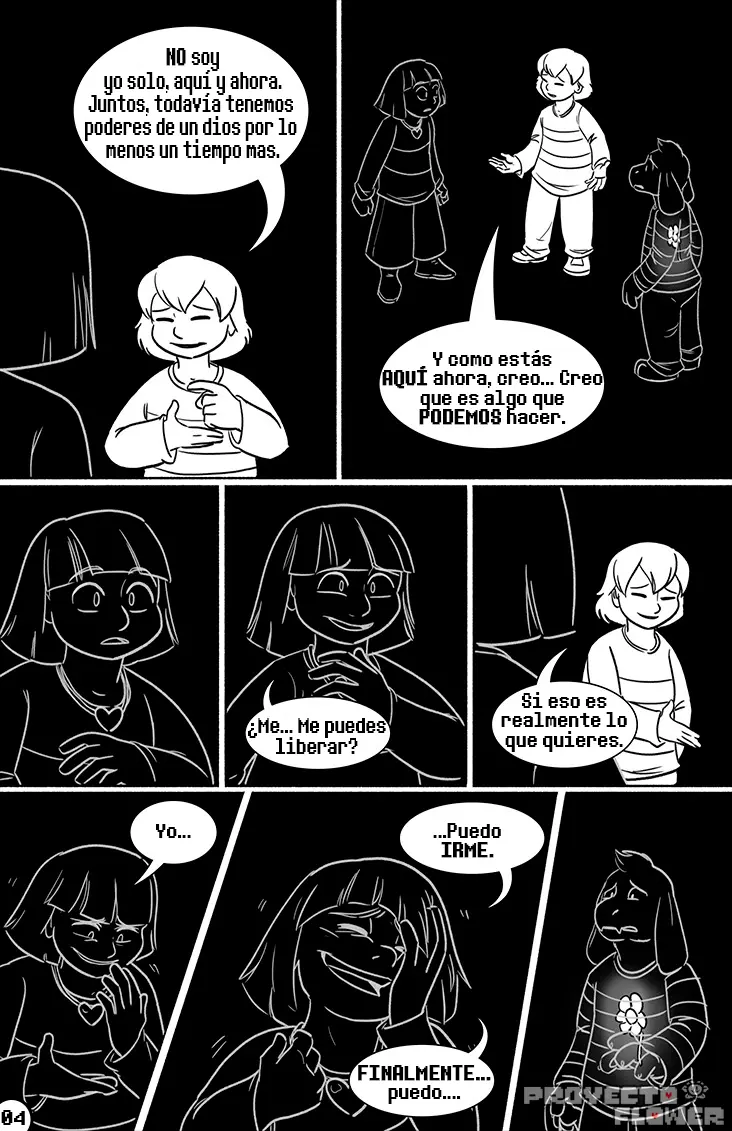 NO soy
yo solo, aquí y ahora.
Juntos, todavía tenemos
poderes de un dios por lo
menos un tiempo mas.
Y como estás
AQUÍ ahora, creo... Creo
que es algo que
PODEMOS hacer.
¿Me... Me puedes
liberar?
Si eso es
realmente lo
que quieres.
Yo...
...Puedo
IRME.
FINALMENTE...
puedo....
04
PROYECTO
FLOWER